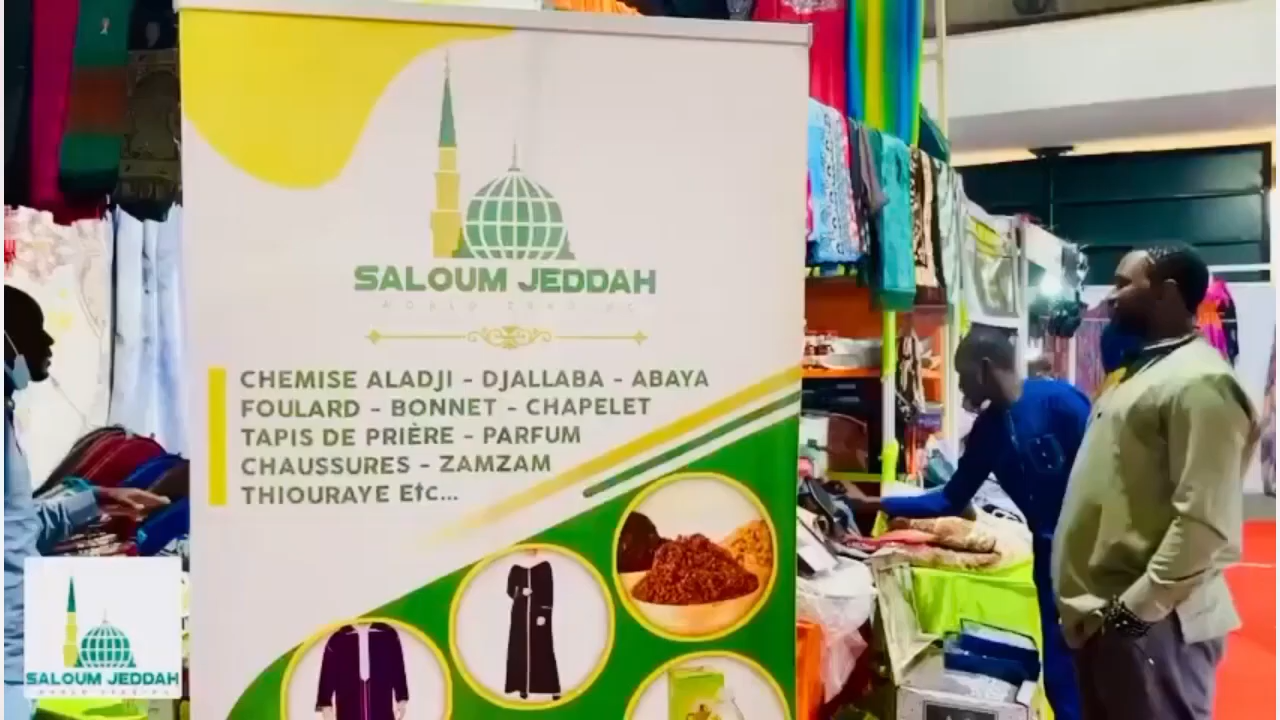 SALOUM JEDDAH
CHEMISE ALADJI - DJALLABA - ABAYA
FOULARD - BONNET - CHAPELET
TAPIS DE PRIÈRE - PARFUM
CHAUSSURES - ZAMZAM
THIOURAYE Etc...
SALOUM JEDDAH